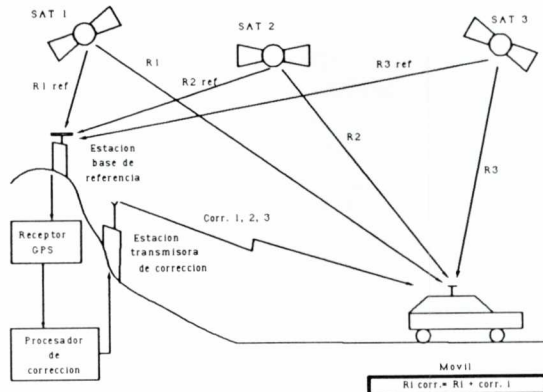 SAT 1
SAT 2
SAT 3
R1
R3 ref
R2 ref
R1 ref
R2
Estacion
base de
referencia
R3
Corr. 1, 2, 3
Receptor
GPS
Estacion
transmisora
de correccion
Procesador
de
correccion
Movil
Ri corr.= Ri + corr. i